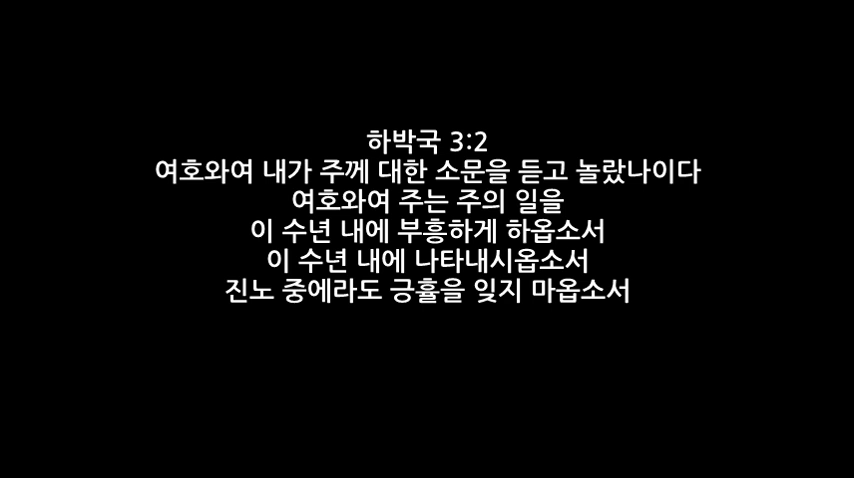 하박국 3:2
여호와여 내가 주께 대한 소문을 듣고 놀랐나이다
여호와여 주는 주의 일을
이 수년 내에 부흥하게 하옵소서
이 수년 내에 나타내시옵소서
진노 중에라도 긍휼을 잊지 마옵소서